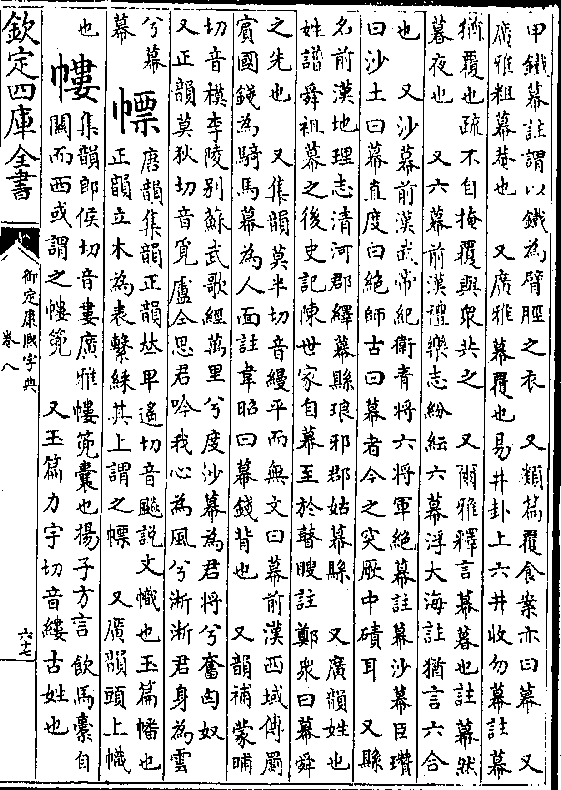 甲鐵幕註謂以鐵為臂脛之衣　又類篇覆食案亦曰幕　又
廣雅粗幕菴也　又廣雅幕覆也易井卦上六井收勿幕註幕
猶覆也疏不自掩覆與衆共之　又爾雅釋言幕暮也註幕然
暮夜也　又六幕前漢禮樂志紛紜六幕浮大海註猶言六合
也　又沙幕前漢武帝紀衛青將六將軍絕幕註幕沙幕臣瓚
曰沙土曰幕直度曰絕師古曰幕者今之突厥中磧耳　又縣
名前漢地理志清河郡繹幕縣琅邪郡姑幕縣　又廣韻姓也
姓譜舜祖幕之後史記陳世家自幕至於瞽瞍註鄭衆曰幕舜
之先也　又集韻莫半切音縵平而無文曰幕前漢西域傳罽
賓國錢為騎馬幕為人面註韋昭曰幕錢背也　又韻補蒙晡
切音模李陵别蘇武歌經萬里兮度沙幕為君將兮奮匈奴
又正韻莫狄切音覓盧仝思君吟我心為風兮淅淅君身為雲
兮幕
幕　幖　唐韻集韻正韻𠀤卑遙切音飈説文幟也玉篇幡也
正韻立木為表繫綵其上謂之幖　又廣韻頭上幟
也　㡞　集韻郎侯切音婁廣雅㡞篼囊也揚子方言飲馬橐自
關而西或謂之㡞篼　又玉篇力宇切音縷古姓也
欽定四庫全書
御定康熙字典
卷八
六十七